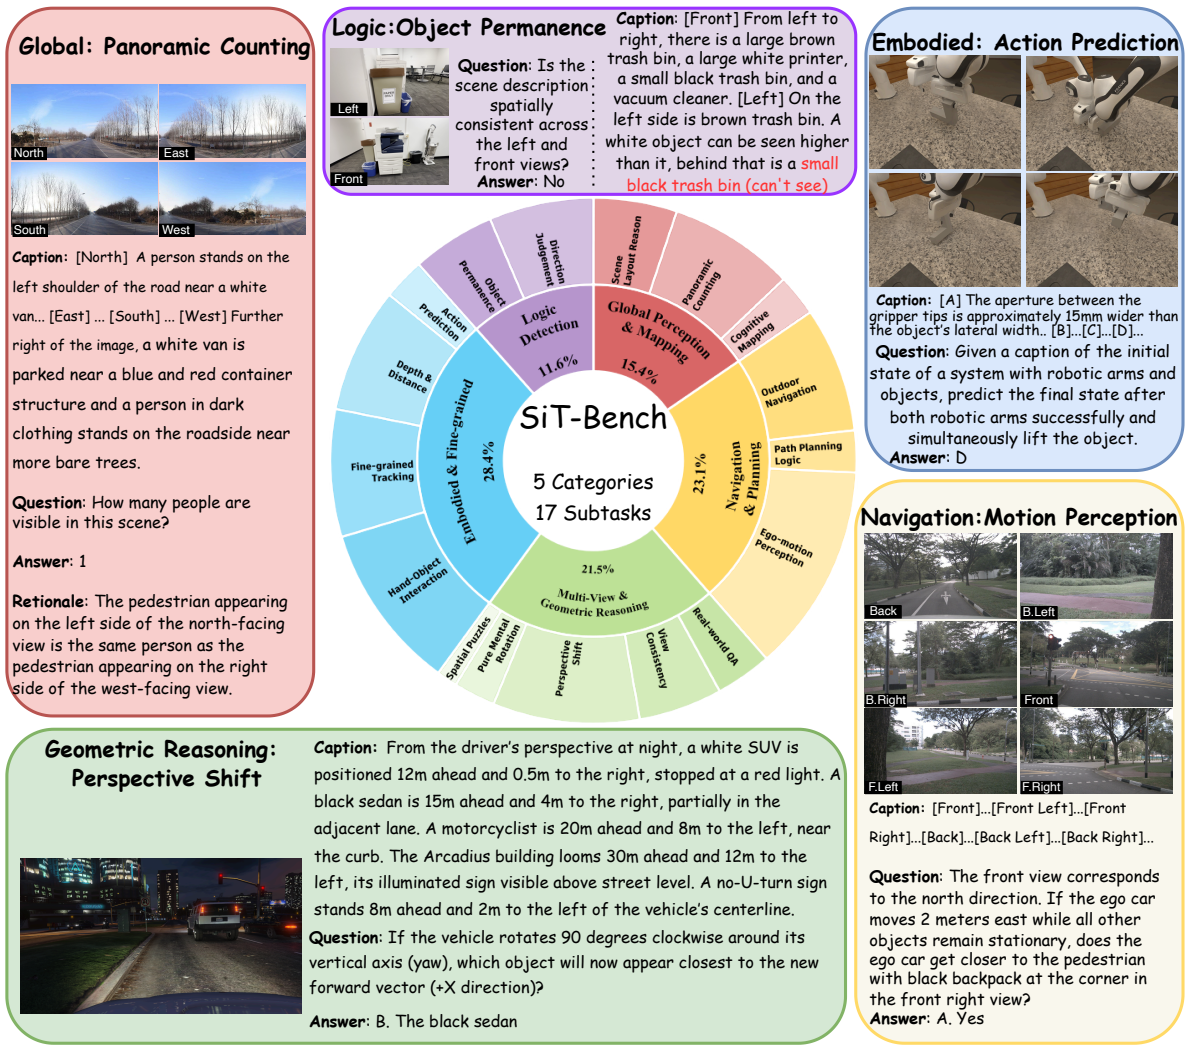 Global: Panoramic Counting
North
East
South
West
Caption: [North] A person stands on the
left shoulder of the road near a white
van... [East] ... [South] ... [West] Further
right of the image, a white van is
parked near a blue and red container
structure and a person in dark
clothing stands on the roadside near
more bare trees.
Question: How many people are
visible in this scene?
Answer: 1
Retionale: The pedestrian appearing
on the left side of the north-facing
view is the same person as the
pedestrian appearing on the right
side of the west-facing view.
Logic:Object Permanence
Left
Front
Question: Is the
scene description
spatially
consistent across
the left and
front views?
Answer: No
Caption: [Front] From left to
right, there is a large brown
trash bin, a large white printer,
a small black trash bin, and a
vacuum cleaner. [Left] On the
left side is brown trash bin. A
white object can be seen higher
than it, behind that is a small
black trash bin (can't see)
Embodied: Action Prediction
Caption: [A] The aperture between the
gripper tips is approximately 15mm wider than
the object's lateral width.. [B]...[C]...[D]...
Question: Given a caption of the initial
state of a system with robotic arms and
objects, predict the final state after
both robotic arms successfully and
simultaneously lift the object.
Answer: D
SiT-Bench
5 Categories
17 Subtasks
Logic
Detection
11.6%
Object
Permanence
Direction
Judgement
Global Perception
& Mapping
15.4%
Scene
Layout Reason
Panoramic
Counting
Cognitive
Mapping
Navigation
& Planning
23.1%
Outdoor
Navigation
Path Planning
Logic
Ego-motion
Perception
21.5%
Multi-View &
Geometric Reasoning
Real-world QA
View
Consistency
Perspective
Shift
Pure Mental
Rotation
Spatial Puzzles
Embodied & Fine-grained
28.4%
Hand-Object
Interaction
Fine-grained
Tracking
Depth &
Distance
Action
Prediction
Navigation:Motion Perception
Back
B.Left
B.Right
Front
F.Left
F.Right
Caption: [Front]...[Front Left]...[Front
Right]...[Back]...[Back Left]...[Back Right]...
Question: The front view corresponds
to the north direction. If the ego car
moves 2 meters east while all other
objects remain stationary, does the
ego car get closer to the pedestrian
with black backpack at the corner in
the front right view?
Answer: A. Yes
Geometric Reasoning:
Perspective Shift
Caption: From the driver's perspective at night, a white SUV is
positioned 12m ahead and 0.5m to the right, stopped at a red light. A
black sedan is 15m ahead and 4m to the right, partially in the
adjacent lane. A motorcyclist is 20m ahead and 8m to the left, near
the curb. The Arcadius building looms 30m ahead and 12m to the
left, its illuminated sign visible above street level. A no-U-turn sign
stands 8m ahead and 2m to the left of the vehicle's centerline.
Question: If the vehicle rotates 90 degrees clockwise around its
vertical axis (yaw), which object will now appear closest to the new
forward vector (+X direction)?
Answer: B. The black sedan